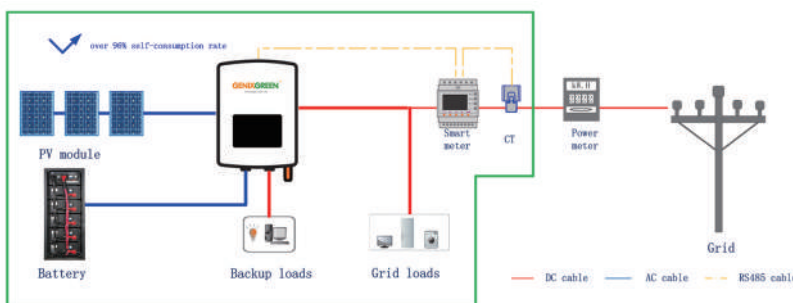 over 90% self-consumption rate
GENIXGREEN
kW.H
PV module
Smart
meter
CT
Power
meter
Battery
Backup loads
Grid loads
Grid
DC cable
AC cable
RS485 cable